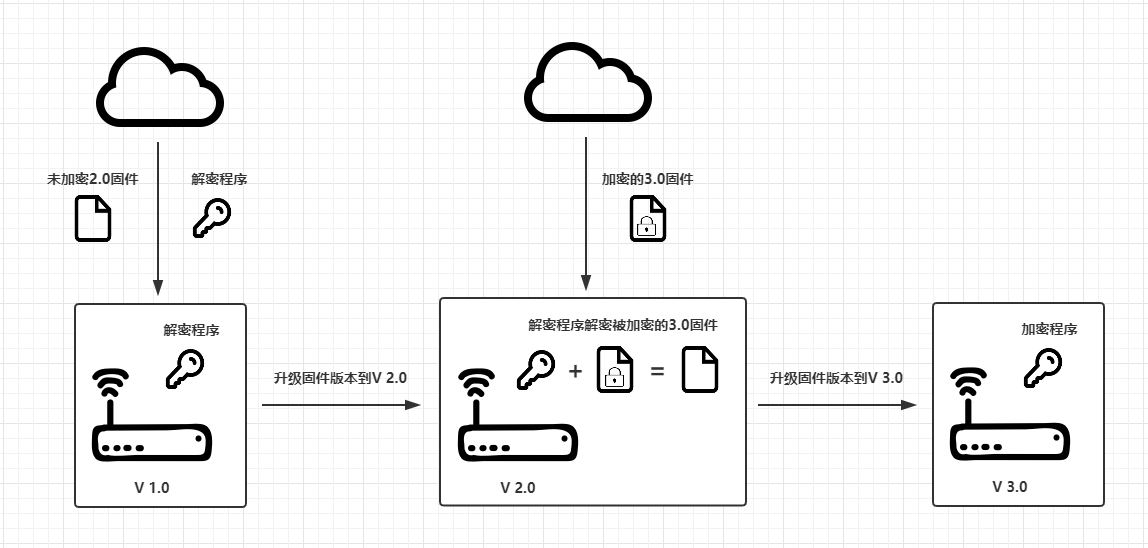 未加密2.0固件
解密程序
加密的3.0固件
解密程序
V 1.0
升级固件版本到V 2.0
解密程序解密被加密的3.0固件
+
=
V 2.0
升级固件版本到V 3.0
加密程序
V 3.0